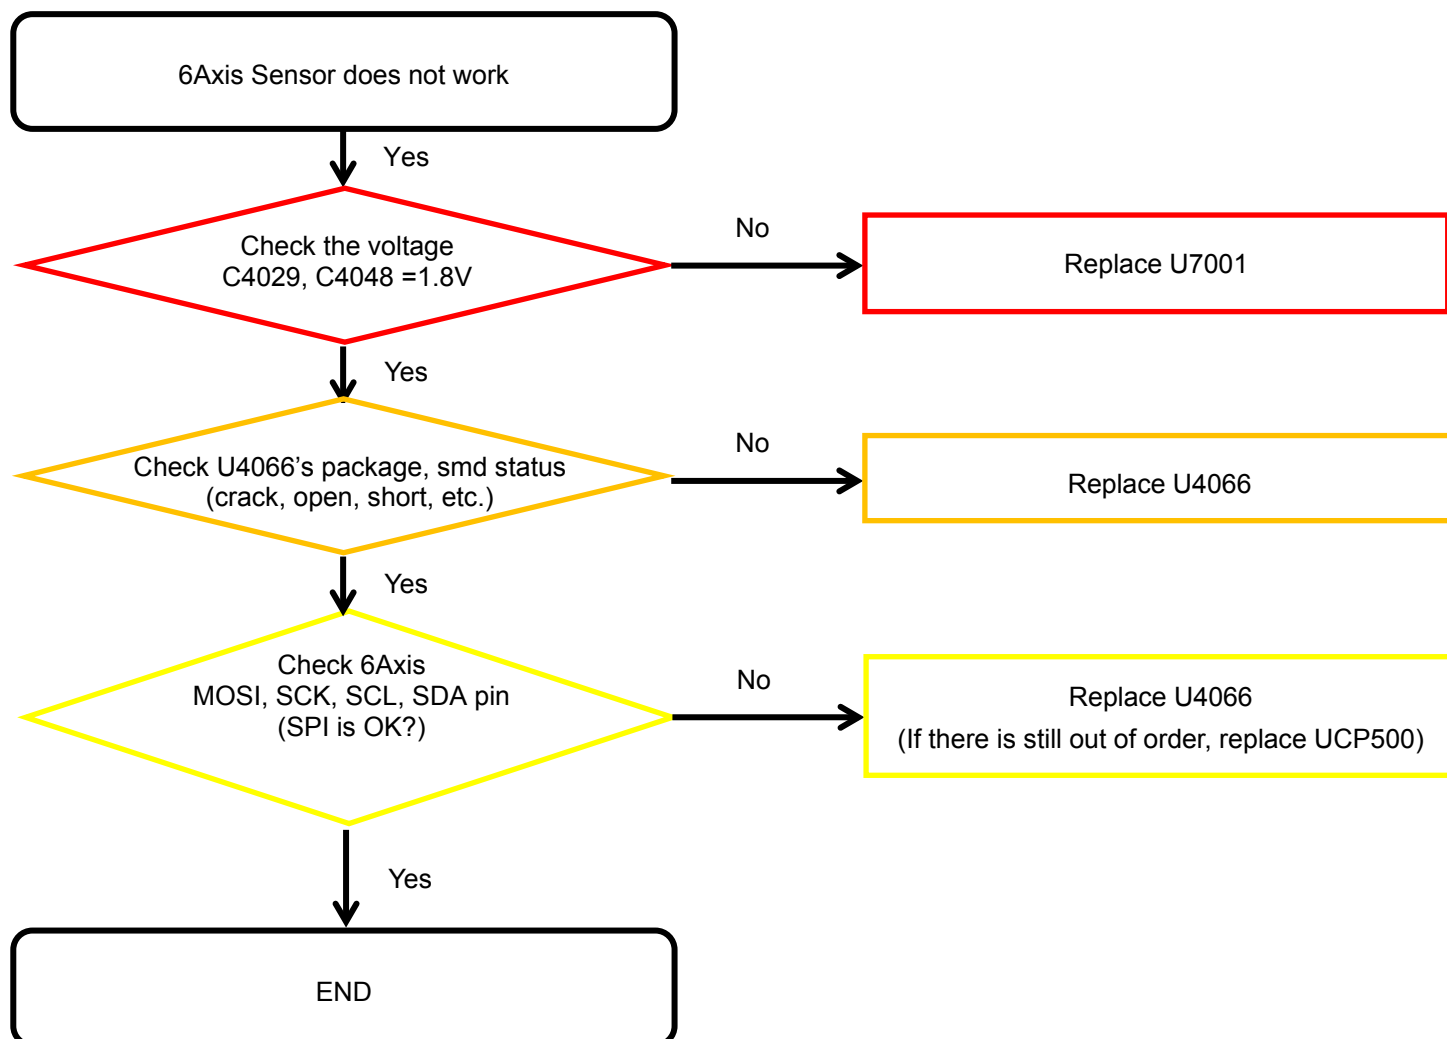 6Axis Sensor does not work
Yes
Check the voltage
C4029, C4048 =1.8V
No
Replace U7001
Yes
Check U4066’s package, smd status
(crack, open, short, etc.)
No
Replace U4066
Yes
Check 6Axis
MOSI, SCK, SCL, SDA pin
(SPI is OK?)
No
Replace U4066
(If there is still out of order, replace UCP500)
Yes
END